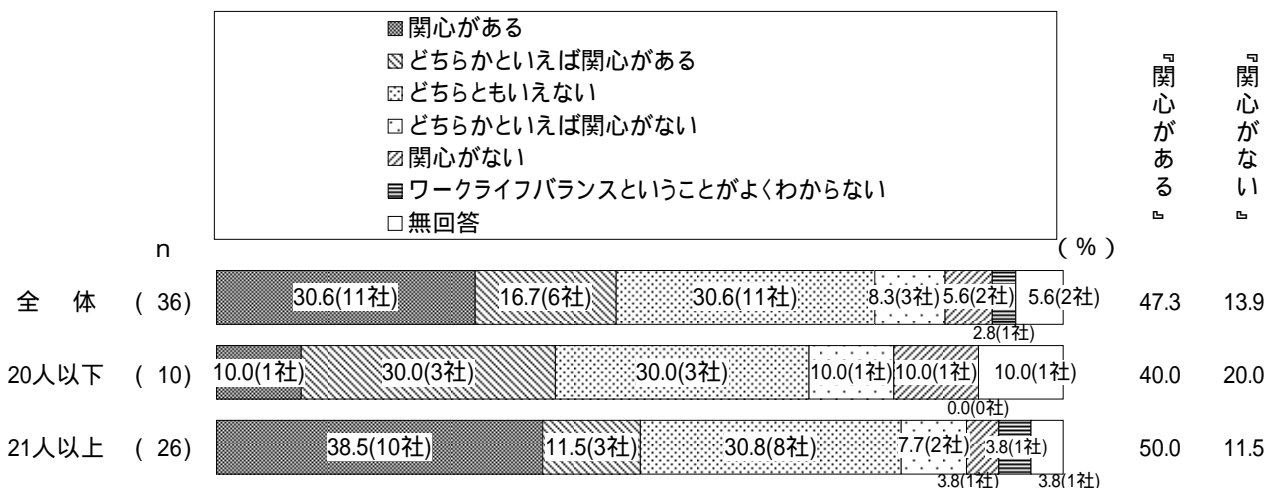 関心がある
どちらかといえば関心がある
どちらともいえない
どちらかといえば関心がない
関心がない
ワークライフバランスということがよくわからない
無回答
『関心がある』
『関心がない』
n
(%)
全 体 ( 36) 30.6(11社) 16.7(6社) 30.6(11社) 8.3(3社) 5.6(2社) 5.6(2社) 47.3 13.9
2.8(1社)
20人以下 ( 10) 10.0(1社) 30.0(3社) 30.0(3社) 10.0(1社) 10.0(1社) 10.0(1社) 40.0 20.0
0.0(0社)
21人以上 ( 26) 38.5(10社) 11.5(3社) 30.8(8社) 7.7(2社) 3.8(1社) 50.0 11.5
3.8(1社) 3.8(1社)